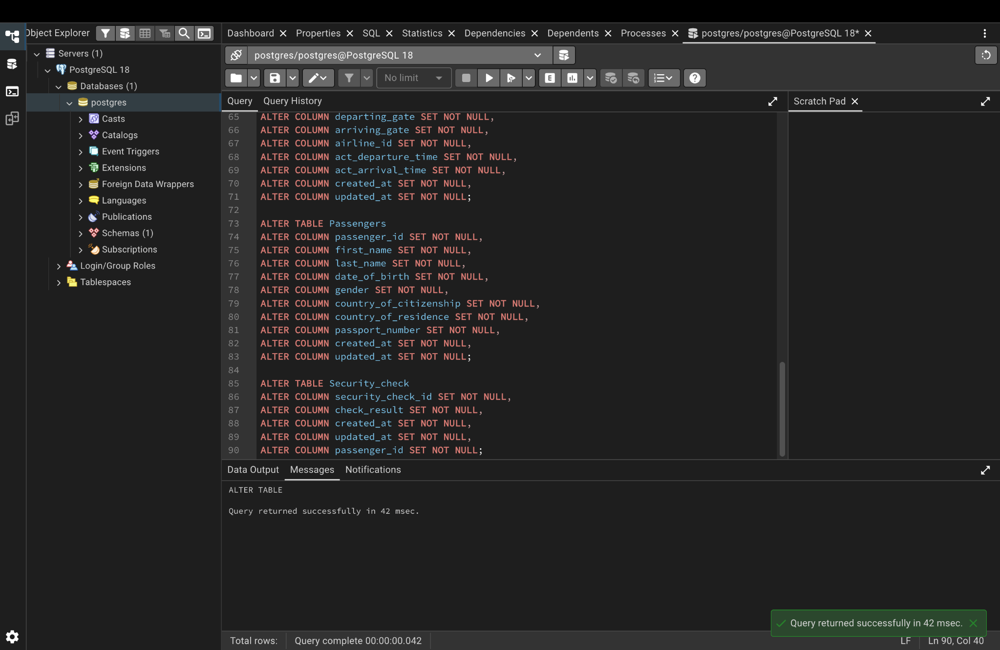 Object Explorer
Dashboard
Properties
SQL
Statistics
Dependencies
Dependents
Processes
postgres/postgres@PostgreSQL 18*
Servers (1)
PostgreSQL 18
Databases (1)
postgres
Casts
Catalogs
Event Triggers
Extensions
Foreign Data Wrappers
Languages
Publications
Schemas (1)
Subscriptions
Login/Group Roles
Tablespaces
postgres/postgres@PostgreSQL 18
No limit
E
Query Query History
Scratch Pad
65 ALTER COLUMN departing_gate SET NOT NULL,
66 ALTER COLUMN arriving_gate SET NOT NULL,
67 ALTER COLUMN airline_id SET NOT NULL,
68 ALTER COLUMN act_departure_time SET NOT NULL,
69 ALTER COLUMN act_arrival_time SET NOT NULL,
70 ALTER COLUMN created_at SET NOT NULL,
71 ALTER COLUMN updated_at SET NOT NULL;
72
73 ALTER TABLE Passengers
74 ALTER COLUMN passenger_id SET NOT NULL,
75 ALTER COLUMN first_name SET NOT NULL,
76 ALTER COLUMN last_name SET NOT NULL,
77 ALTER COLUMN date_of_birth SET NOT NULL,
78 ALTER COLUMN gender SET NOT NULL,
79 ALTER COLUMN country_of_citizenship SET NOT NULL,
80 ALTER COLUMN country_of_residence SET NOT NULL,
81 ALTER COLUMN passport_number SET NOT NULL,
82 ALTER COLUMN created_at SET NOT NULL,
83 ALTER COLUMN updated_at SET NOT NULL;
84
85 ALTER TABLE Security_check
86 ALTER COLUMN security_check_id SET NOT NULL,
87 ALTER COLUMN check_result SET NOT NULL,
88 ALTER COLUMN created_at SET NOT NULL,
89 ALTER COLUMN updated_at SET NOT NULL,
90 ALTER COLUMN passenger_id SET NOT NULL;
Data Output Messages Notifications
ALTER TABLE
Query returned successfully in 42 msec.
Query returned successfully in 42 msec.
Total rows: Query complete 00:00:00.042
LF Ln 90, Col 40